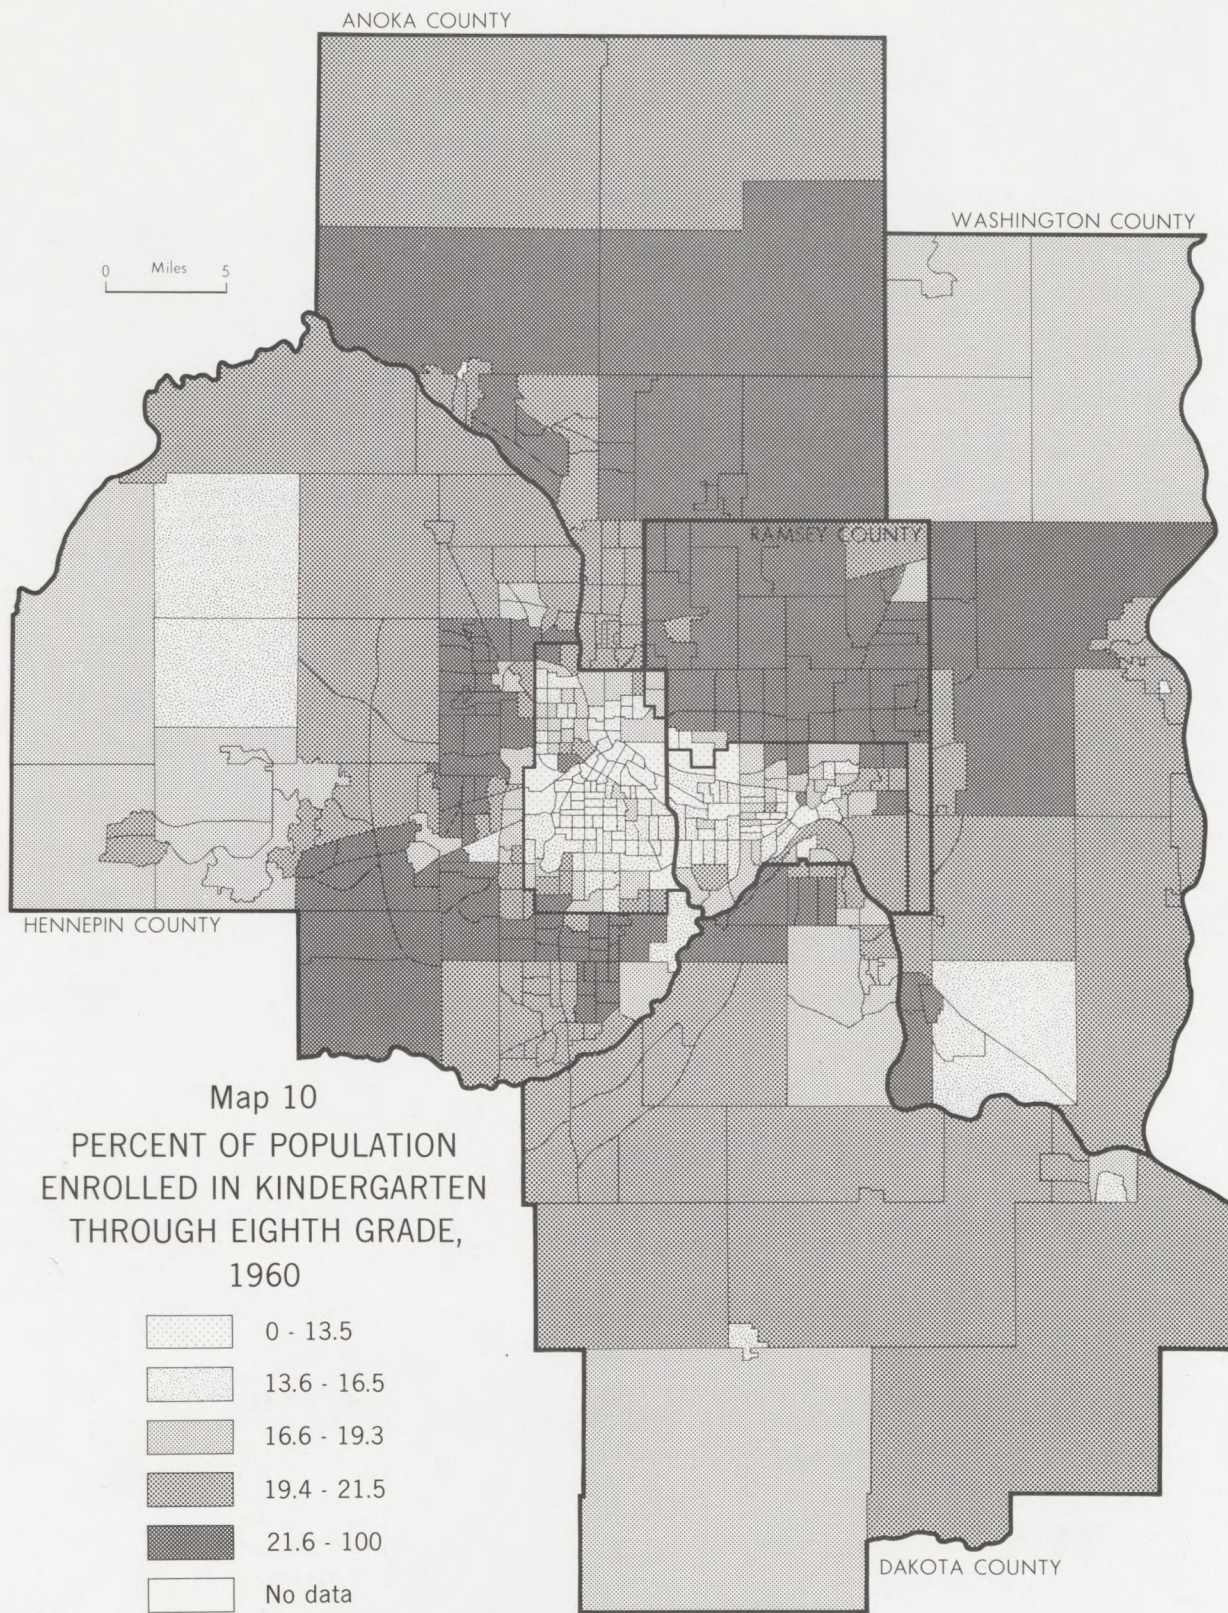 ANOKA COUNTY
WASHINGTON COUNTY
0 Miles 5
RAMSEY COUNTY
HENNEPIN COUNTY
Map 10
PERCENT OF POPULATION
ENROLLED IN KINDERGARTEN
THROUGH EIGHTH GRADE,
1960
0 - 13.5
13.6 - 16.5
16.6 - 19.3
19.4 - 21.5
21.6 - 100
No data
DAKOTA COUNTY